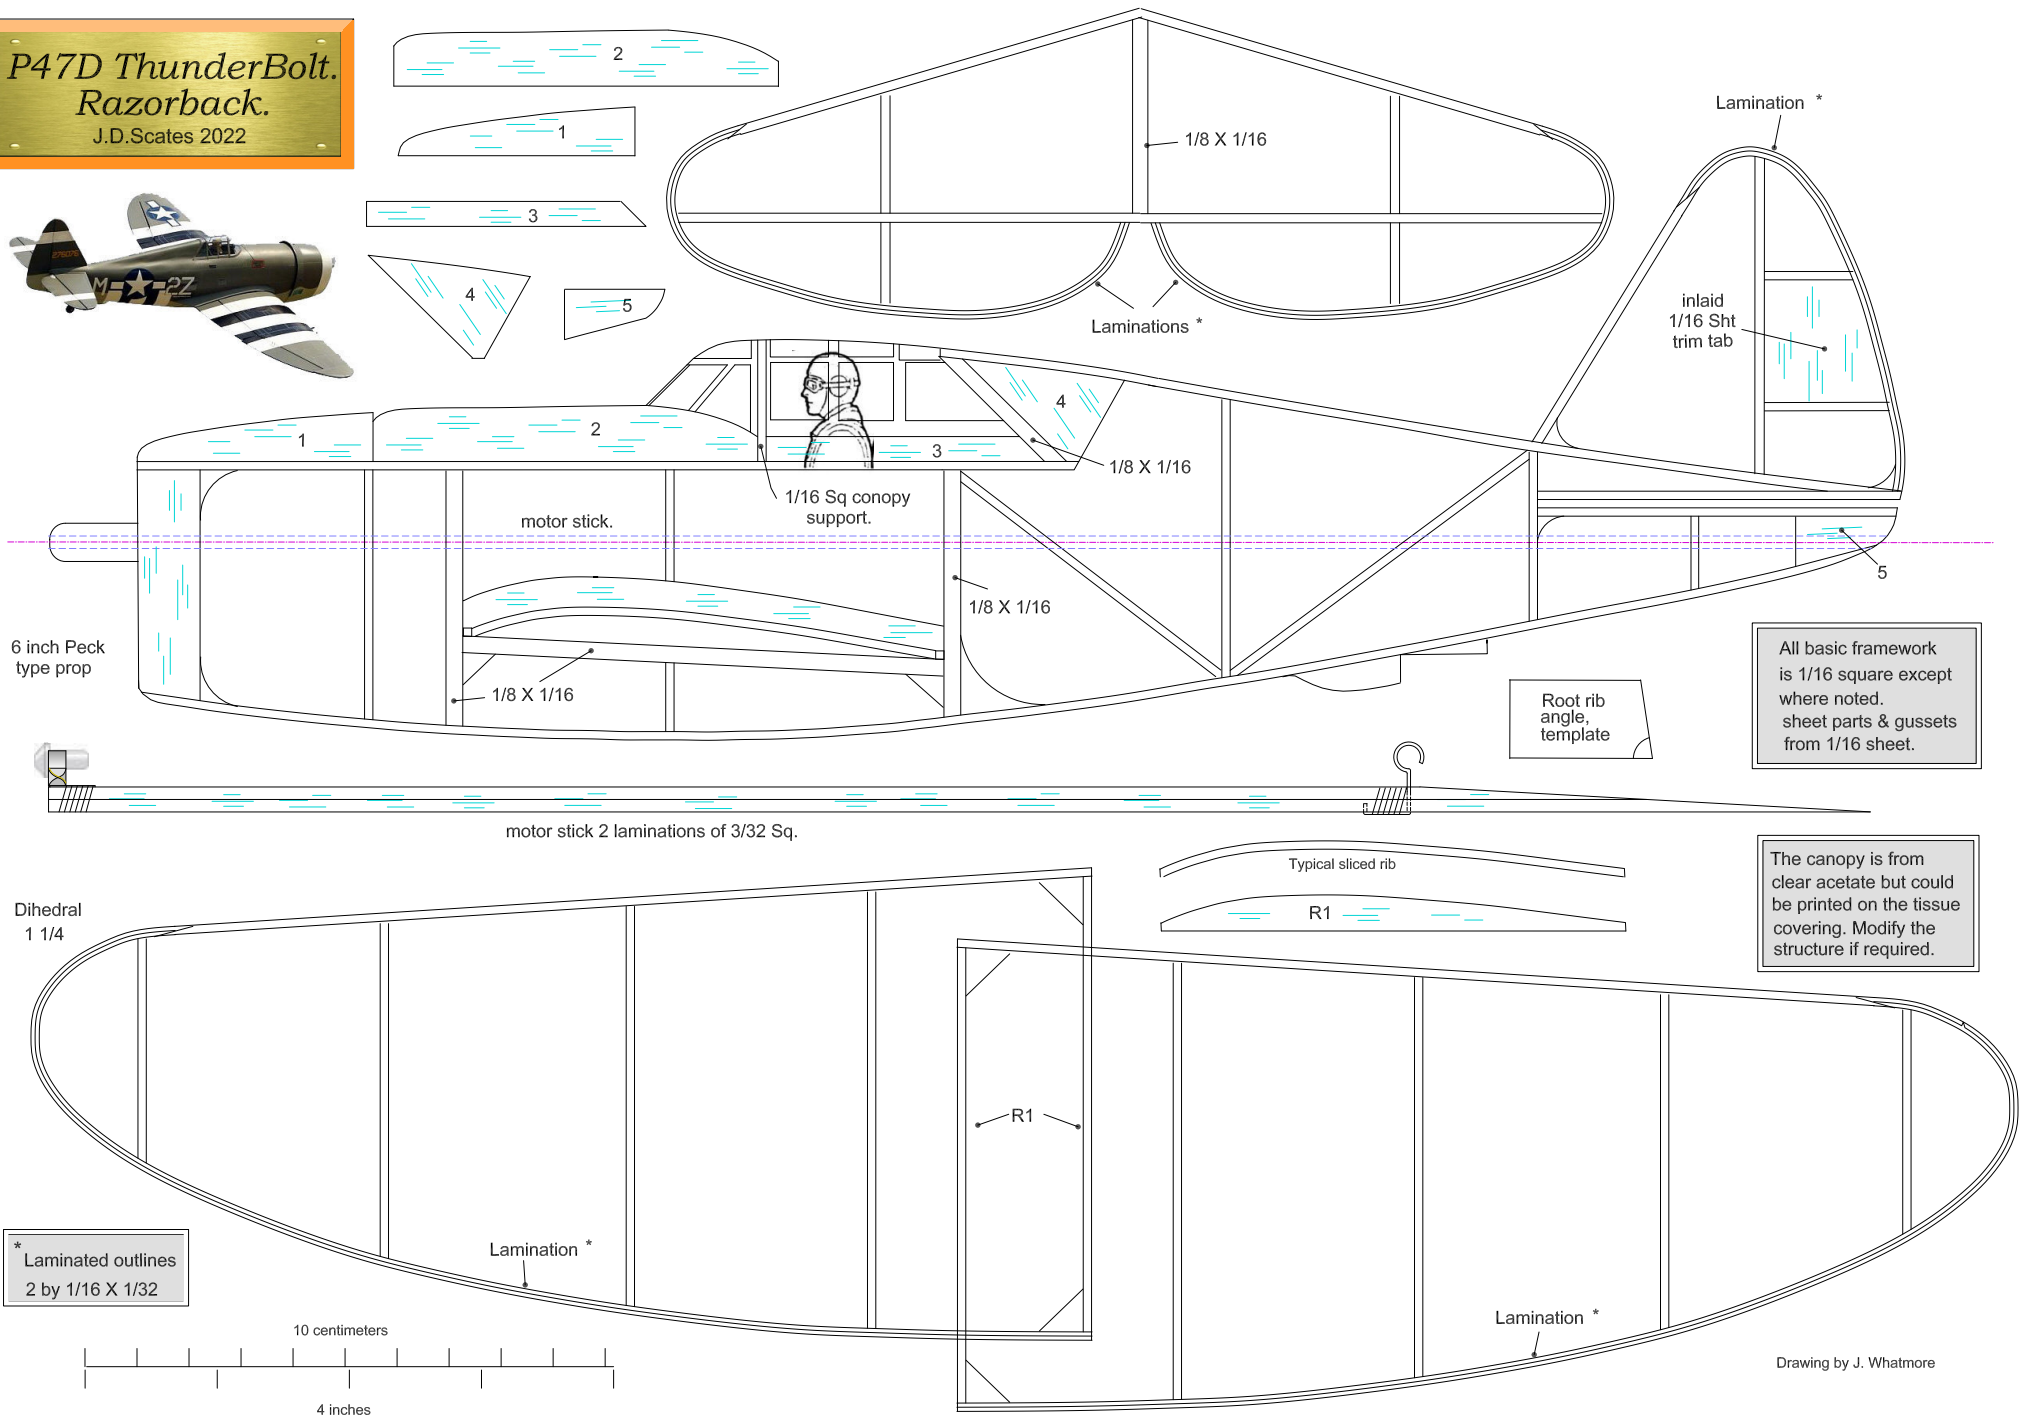 P47D ThunderBolt.
Razorback.
J.D.Scates 2022
2
1
3
4
5
1/8 X 1/16
Laminations *
Lamination *
inlaid
1/16 Sht
trim tab
276076
M 2Z
1
2
3
4
1/8 X 1/16
1/16 Sq conopy
support.
motor stick.
1/8 X 1/16
1/8 X 1/16
5
6 inch Peck
type prop
Root rib
angle,
template
All basic framework
is 1/16 square except
where noted.
sheet parts & gussets
from 1/16 sheet.
motor stick 2 laminations of 3/32 Sq.
Typical sliced rib
R1
The canopy is from
clear acetate but could
be printed on the tissue
covering. Modify the
structure if required.
Dihedral
1 1/4
R1
Lamination *
* Laminated outlines
2 by 1/16 X 1/32
Lamination *
10 centimeters
4 inches
Drawing by J. Whatmore